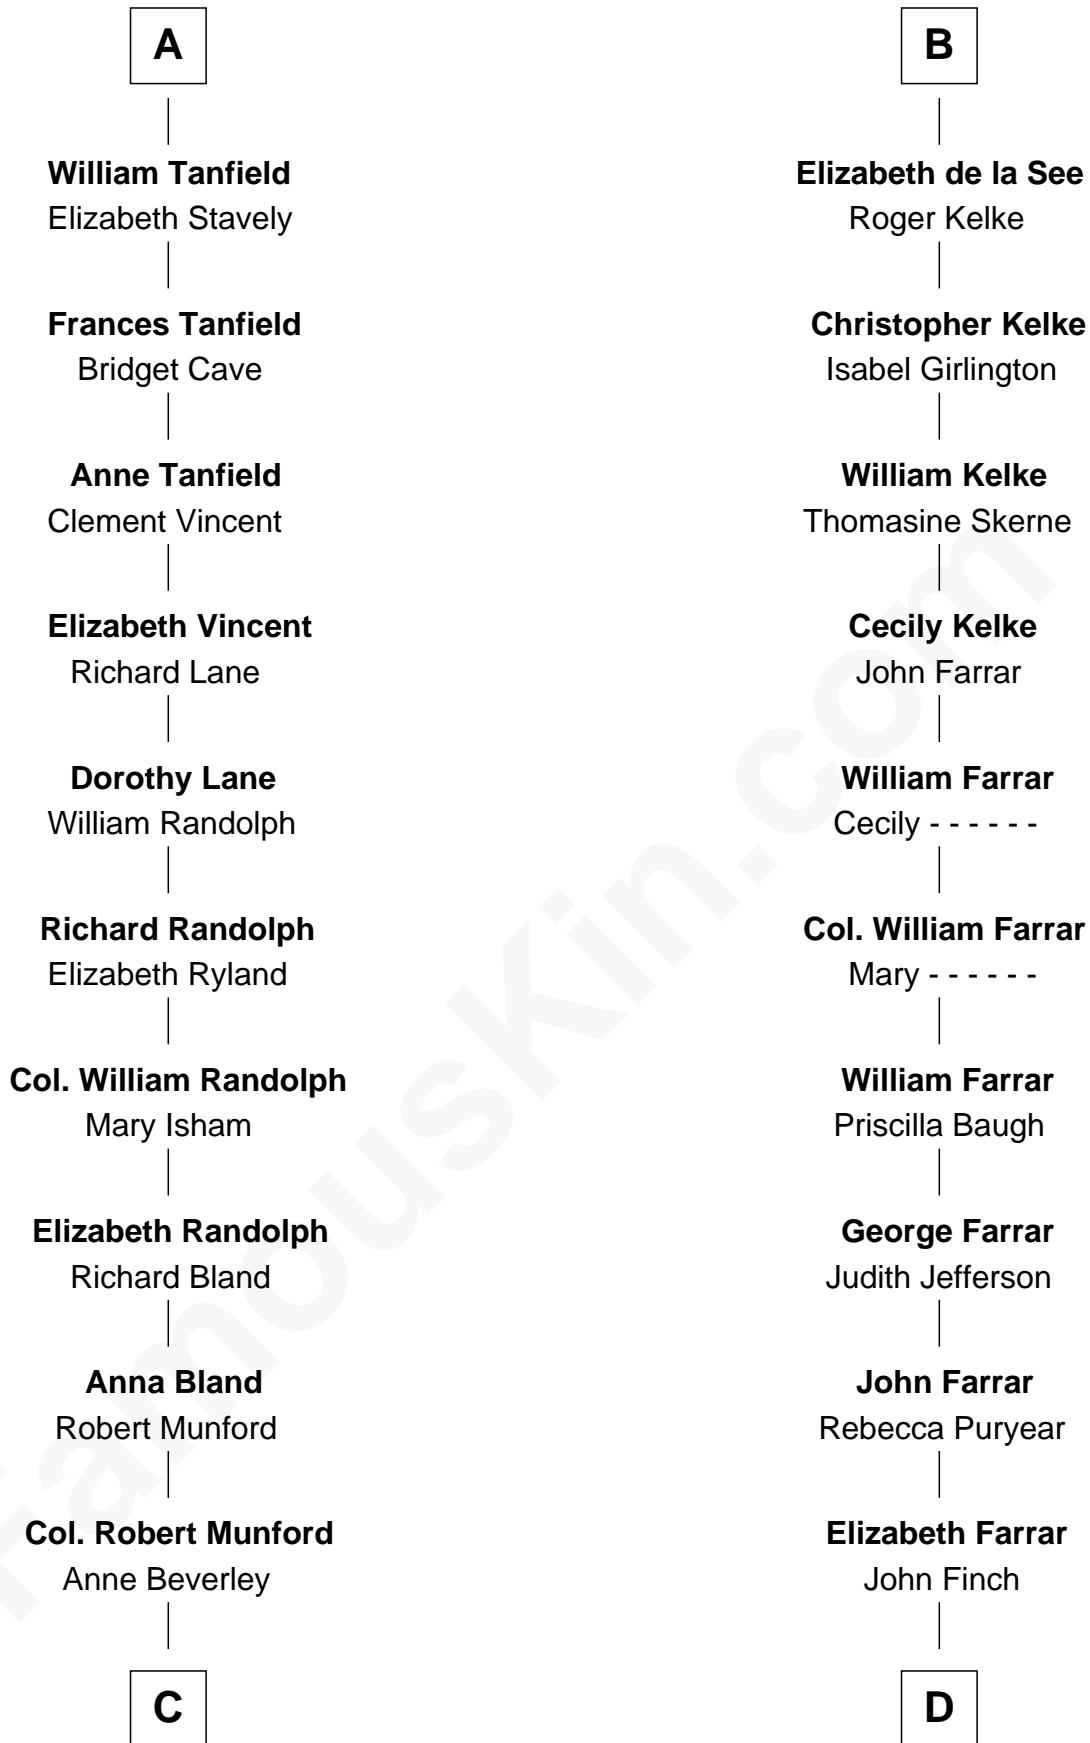 A
William Tanfield
Elizabeth Stavely
Frances Tanfield
Bridget Cave
Anne Tanfield
Clement Vincent
Elizabeth Vincent
Richard Lane
Dorothy Lane
William Randolph
Richard Randolph
Elizabeth Ryland
Col. William Randolph
Mary Isham
Elizabeth Randolph
Richard Bland
Anna Bland
Robert Munford
Col. Robert Munford
Anne Beverley
C
B
Elizabeth de la See
Roger Kelke
Christopher Kelke
Isabel Girlington
William Kelke
Thomasine Skerne
Cecily Kelke
John Farrar
William Farrar
Cecily - - - - - -
Col. William Farrar
Mary - - - - - -
William Farrar
Priscilla Baugh
George Farrar
Judith Jefferson
John Farrar
Rebecca Puryear
Elizabeth Farrar
John Finch
D
FamousKin.com